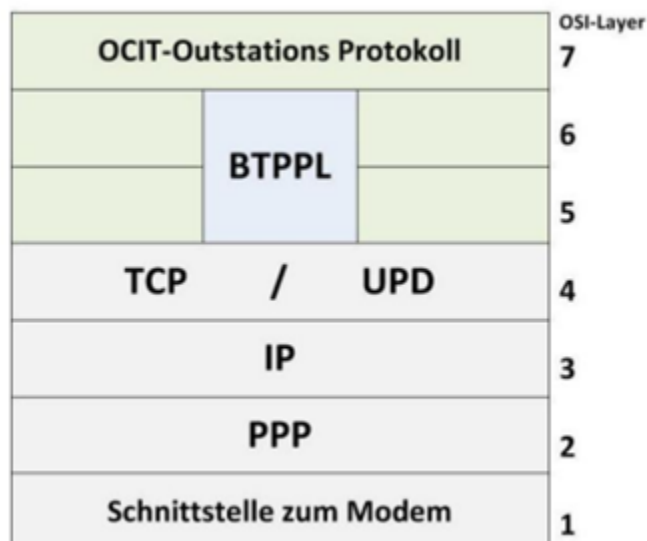 OSI-Layer
OCIT-Outstations Protokoll 7
6
BTPPL
5
TCP / UPD 4
IP 3
PPP 2
Schnittstelle zum Modem 1